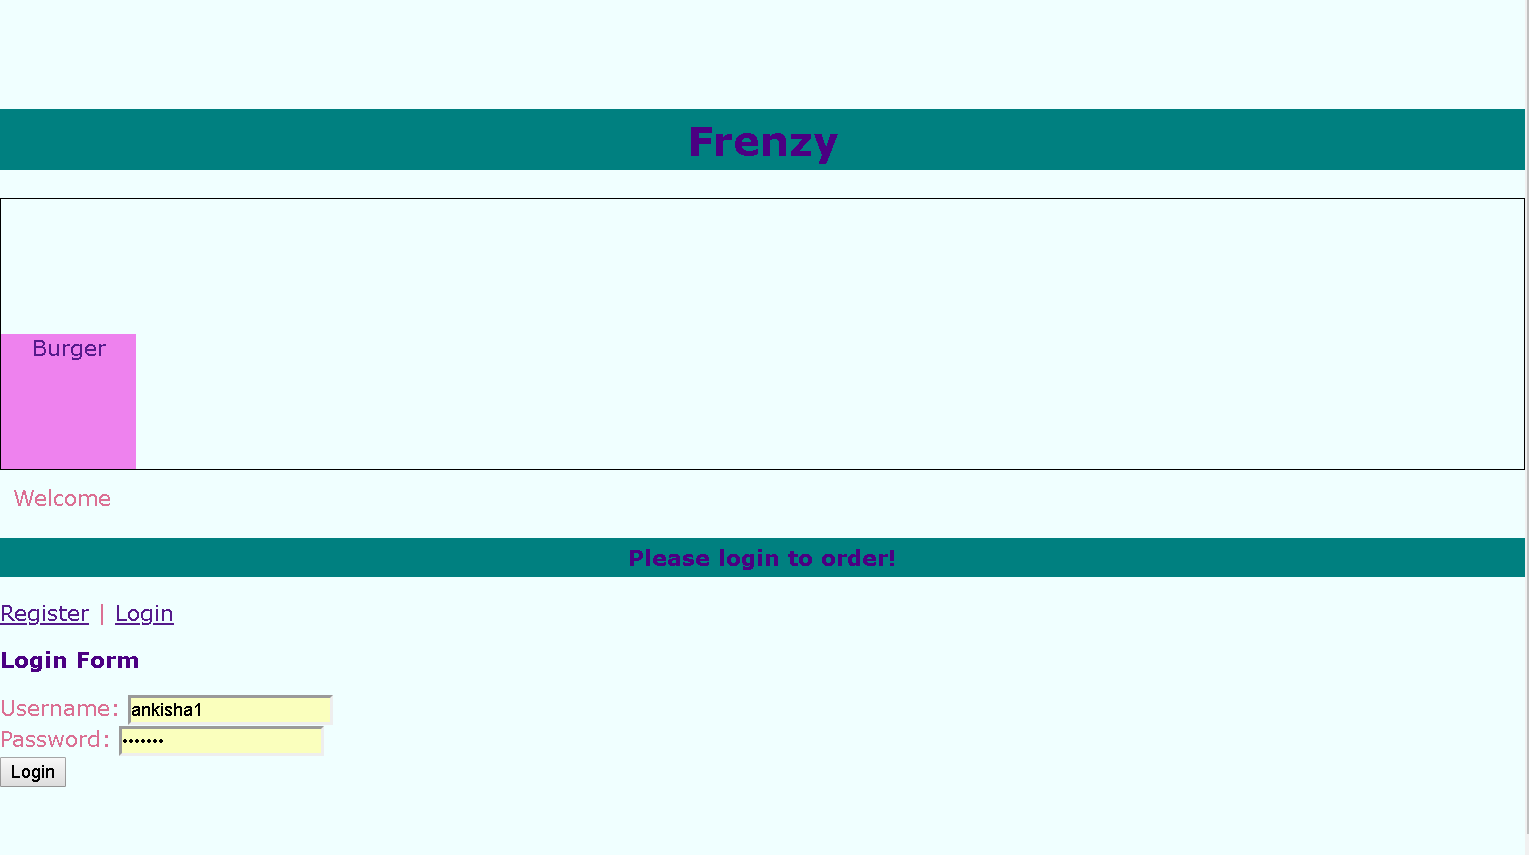 Frenzy
Burger
Welcome
Please login to order!
Register | Login
Login Form
Username: ankisha1
Password: •••••••
Login